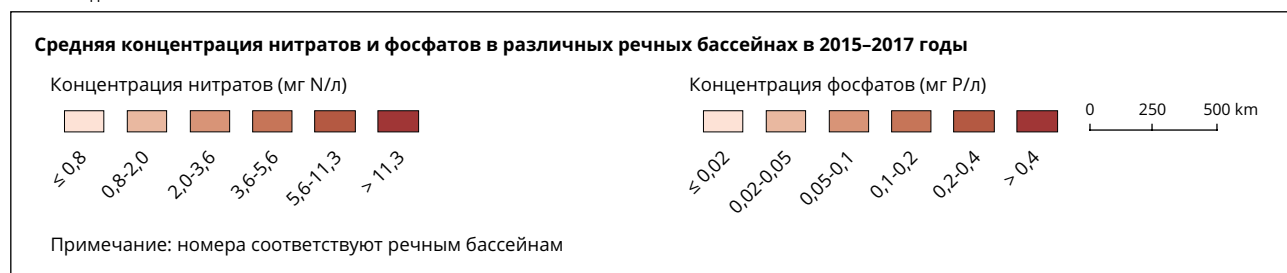 Средняя концентрация нитратов и фосфатов в различных речных бассейнах в 2015–2017 годы
Концентрация нитратов (мг N/л)
≤ 0,8
0,8-2,0
2,0-3,6
3,6-5,6
5,6-11,3
> 11,3
Концентрация фосфатов (мг P/л)
≤ 0,02
0,02-0,05
0,05-0,1
0,1-0,2
0,2-0,4
> 0,4
0 250 500 km
Примечание: номера соответствуют речным бассейнам